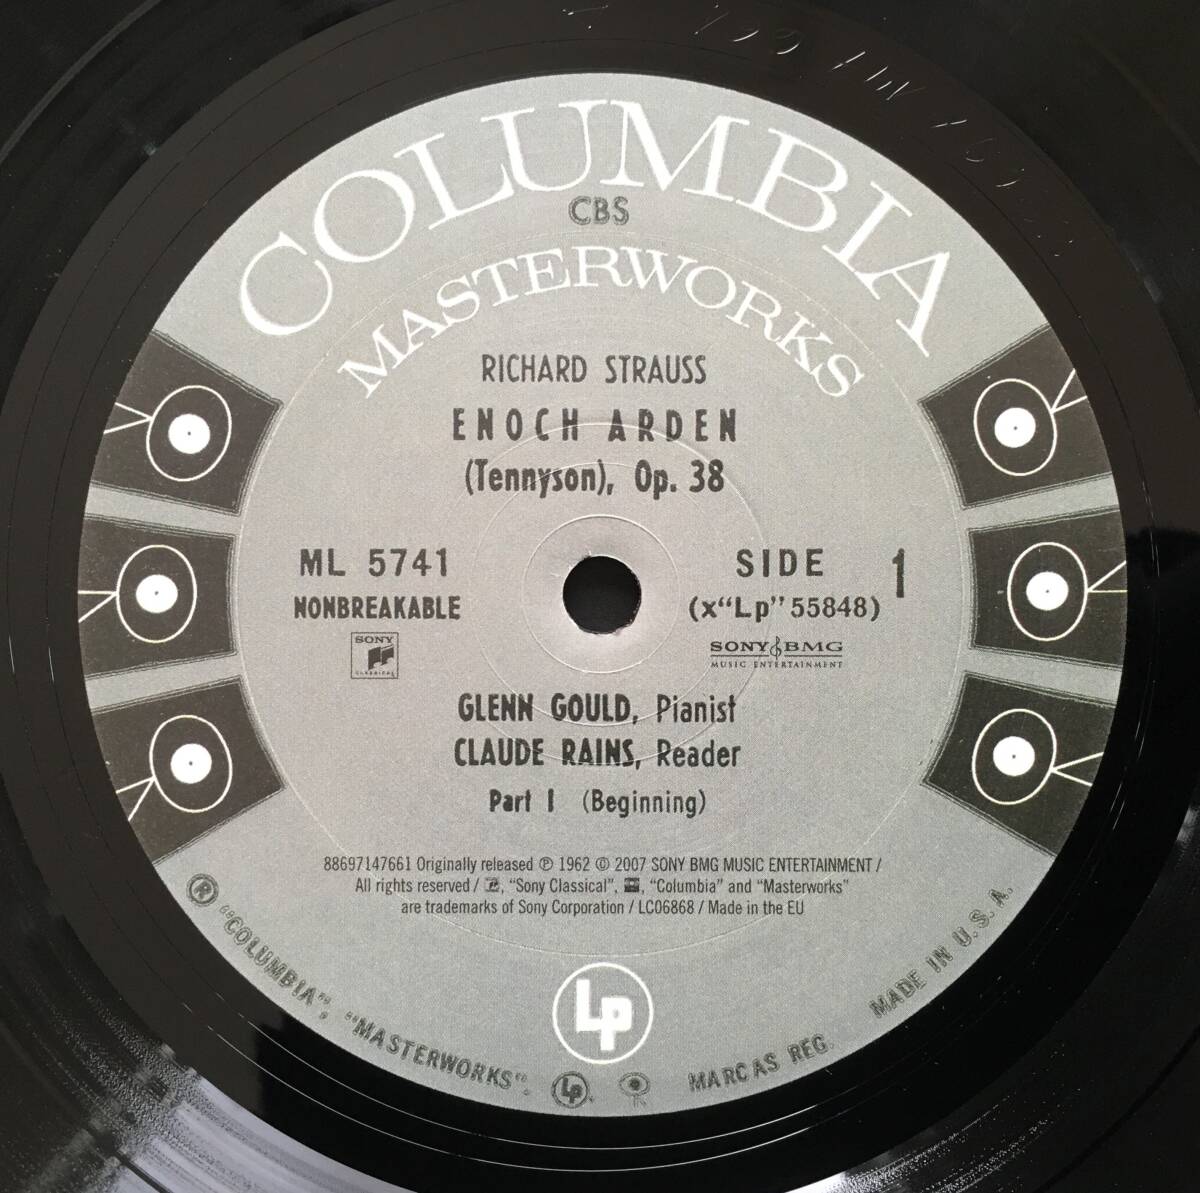 COLUMBIA
CBS
MASTERWORKS
RICHARD STRAUSS
ENOCH ARDEN
(Tennyson), Op. 38
ML 5741
NONBREAKABLE
SIDE 1
(x"Lp" 55848)
SONY
CLASSICAL
SONY BMG
MUSIC ENTERTAINMENT
GLENN GOULD, Pianist
CLAUDE RAINS, Reader
Part I (Beginning)
88697147661 Originally released ℗ 1962 © 2007 SONY BMG MUSIC ENTERTAINMENT /
All rights reserved / , "Sony Classical", , "Columbia" and "Masterworks"
are trademarks of Sony Corporation / LC06868 / Made in the EU
Lp
® "COLUMBIA", "MASTERWORKS", Lp, MARCAS REG. MADE IN U.S.A.